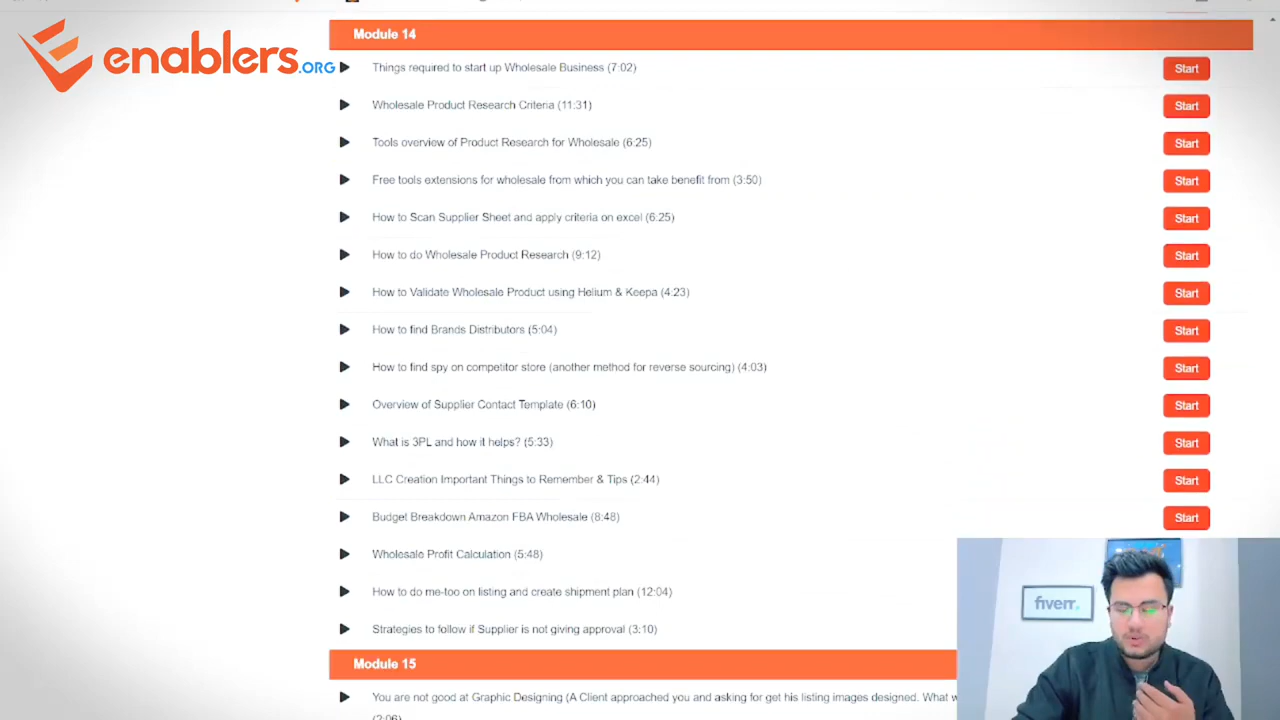 enablers.ORG
Module 14
Things required to start up Wholesale Business (7:02) Start
Wholesale Product Research Criteria (11:31) Start
Tools overview of Product Research for Wholesale (6:25) Start
Free tools extensions for wholesale from which you can take benefit from (3:50) Start
How to Scan Supplier Sheet and apply criteria on excel (6:25) Start
How to do Wholesale Product Research (9:12) Start
How to Validate Wholesale Product using Helium & Keepa (4:23) Start
How to find Brands Distributors (5:04) Start
How to find spy on competitor store (another method for reverse sourcing) (4:03) Start
Overview of Supplier Contact Template (6:10) Start
What is 3PL and how it helps? (5:33) Start
LLC Creation Important Things to Remember & Tips (2:44) Start
Budget Breakdown Amazon FBA Wholesale (8:48) Start
Wholesale Profit Calculation (5:48)
How to do me-too on listing and create shipment plan (12:04)
Strategies to follow if Supplier is not giving approval (3:10)
fiverr.
Module 15
You are not good at Graphic Designing (A Client approached you and asking for get his listing images designed. What
(2:06)